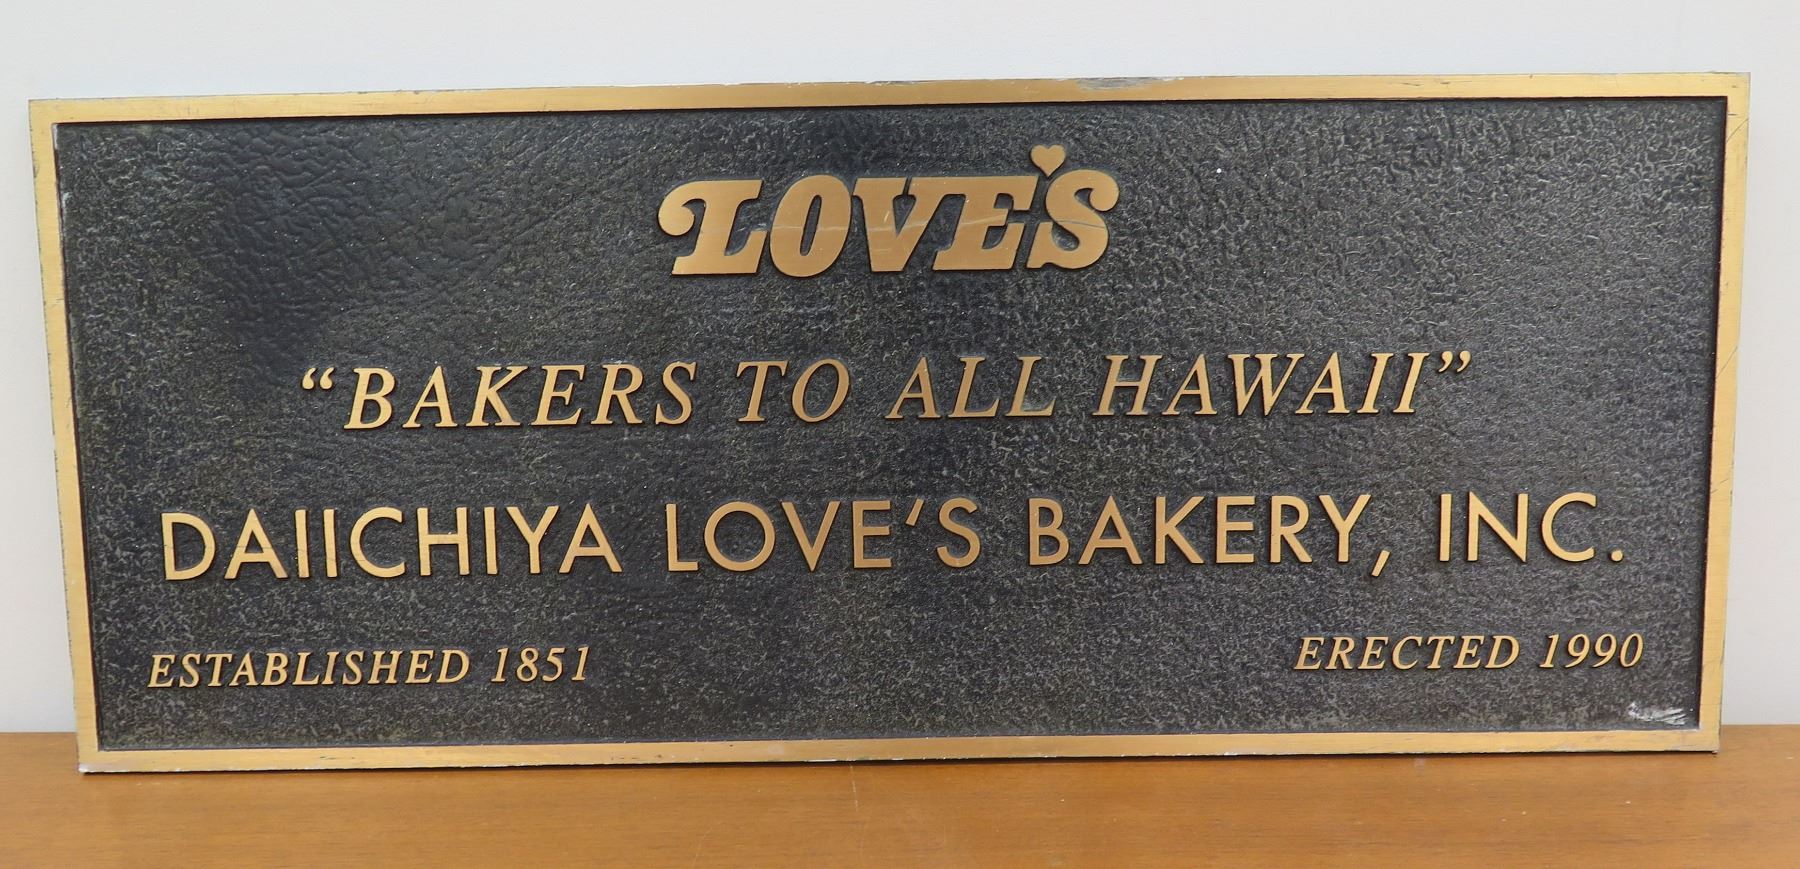 LOVE'S
“BAKERS TO ALL HAWAII”
DAIICHIYA LOVE'S BAKERY, INC.
ESTABLISHED 1851 ERECTED 1990